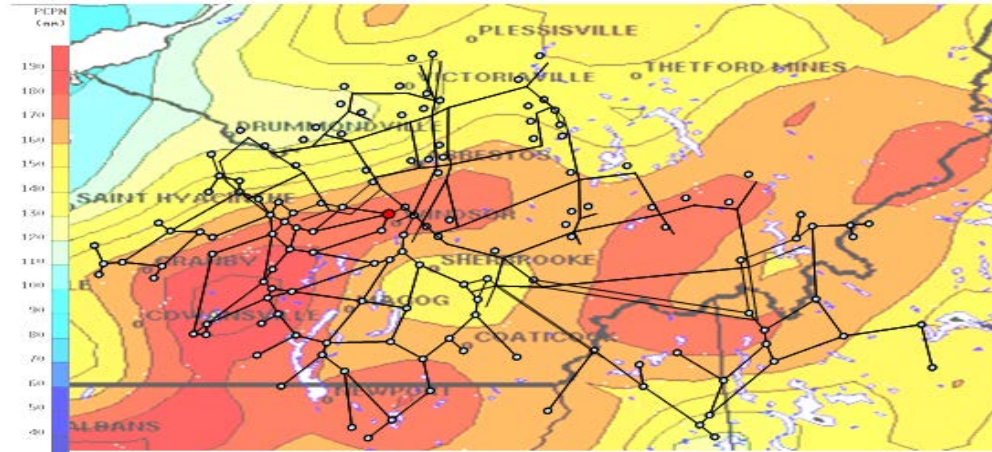 PCPN
(mm)
190
180
170
160
150
140
130
120
110
100
90
80
70
60
50
40
PLESSISVILLE
THETFORD MINES
VICTORIAVILLE
DRUMMONDVILLE
ASBESTOS
SAINT HYACINTHE
WINDSOR
GRANBY
SHERBROOKE
MAGOG
COWANSVILLE
COATICOOK
NEWPORT
ALBANS